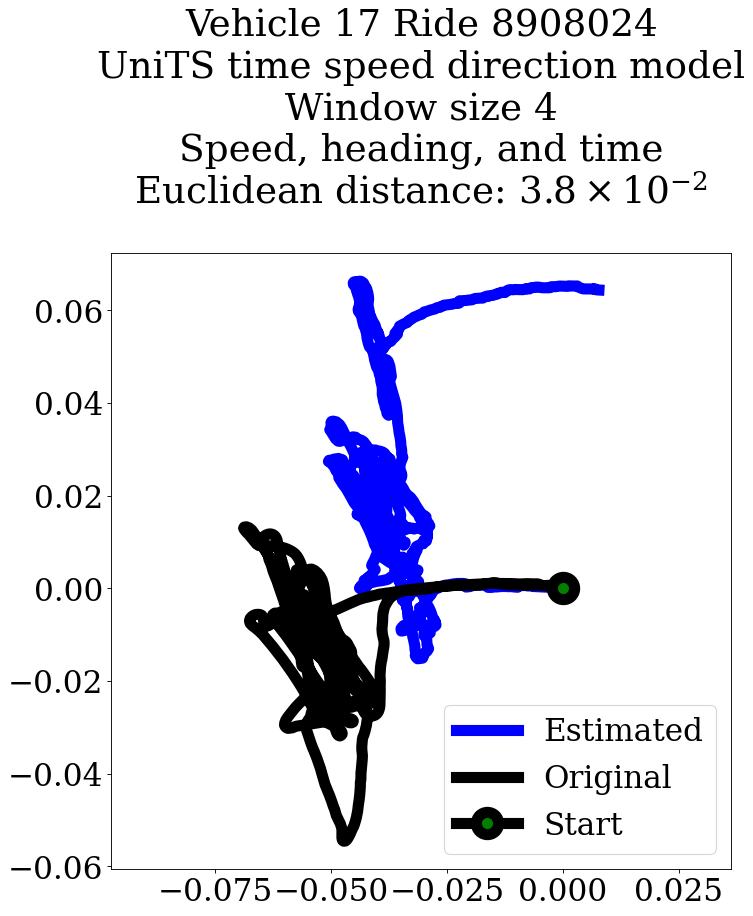 Vehicle 17 Ride 8908024
UniTS time speed direction model
Window size 4
Speed, heading, and time
Euclidean distance: 3.8 × 10⁻²
0.06
0.04
0.02
0.00
−0.02
−0.04
−0.06
−0.075 −0.050 −0.025 0.000 0.025
Estimated
Original
Start